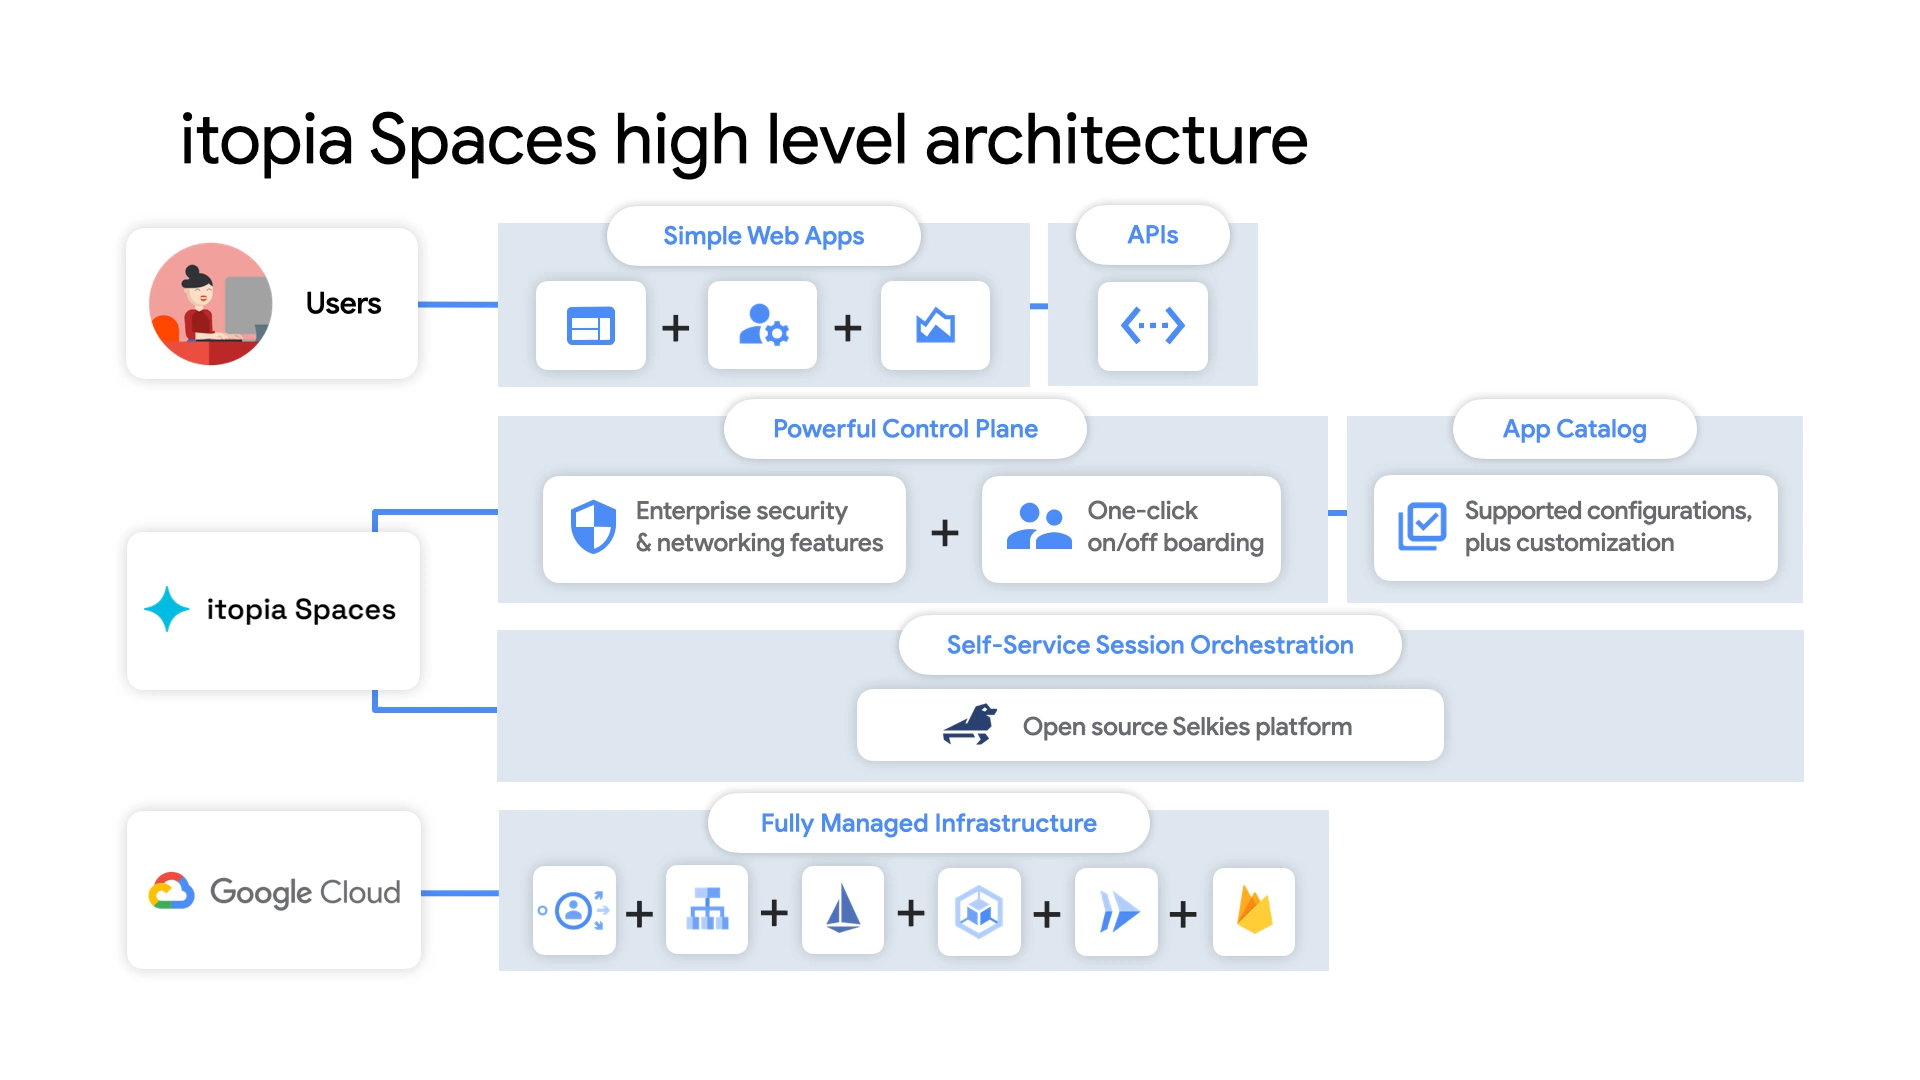 itopia Spaces high level architecture
Users
Simple Web Apps
+
+
APIs
itopia Spaces
Powerful Control Plane
Enterprise security
& networking features
+
One-click
on/off boarding
App Catalog
Supported configurations,
plus customization
Self-Service Session Orchestration
Open source Selkies platform
Google Cloud
Fully Managed Infrastructure
+
+
+
+
+